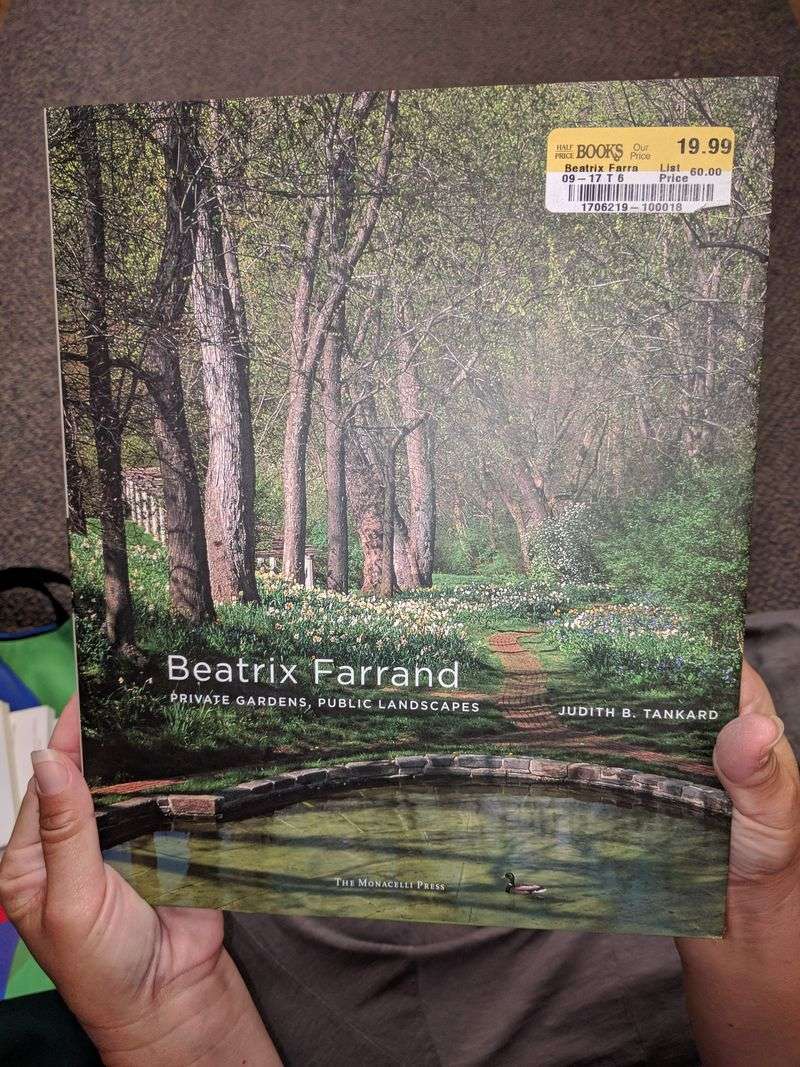 HALF PRICE BOOKS Our Price 19.99
Beatrix Farra List Price 60.00
09-17 T 6
1706219-100018
Beatrix Farrand
PRIVATE GARDENS, PUBLIC LANDSCAPES
JUDITH B. TANKARD
THE MONACELLI PRESS